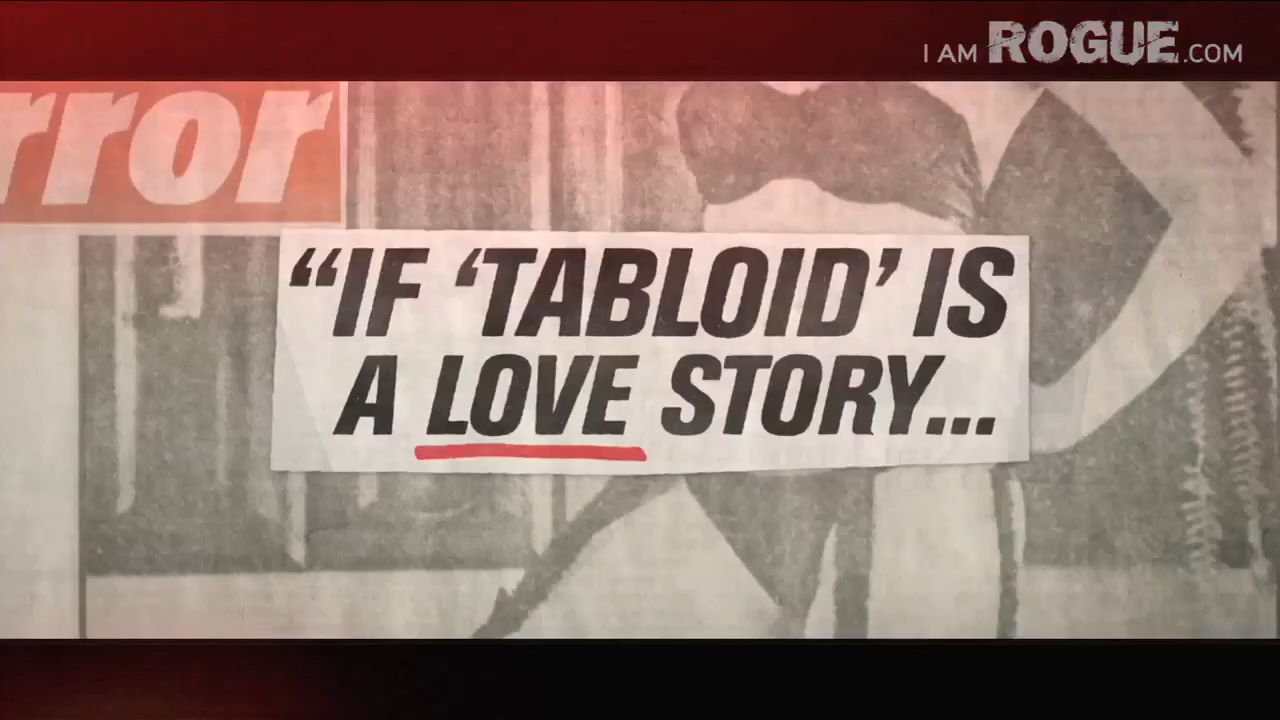 I AM ROGUE.COM
rror
“IF ‘TABLOID’ IS
A LOVE STORY...